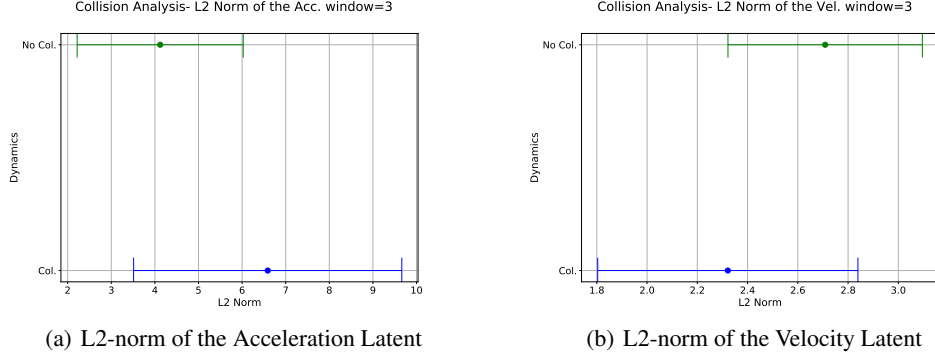 Collision Analysis- L2 Norm of the Acc. window=3
No Col.
Dynamics
Col.
2 3 4 5 6 7 8 9 10
L2 Norm
(a) L2-norm of the Acceleration Latent
Collision Analysis- L2 Norm of the Vel. window=3
No Col.
Dynamics
Col.
1.8 2.0 2.2 2.4 2.6 2.8 3.0
L2 Norm
(b) L2-norm of the Velocity Latent